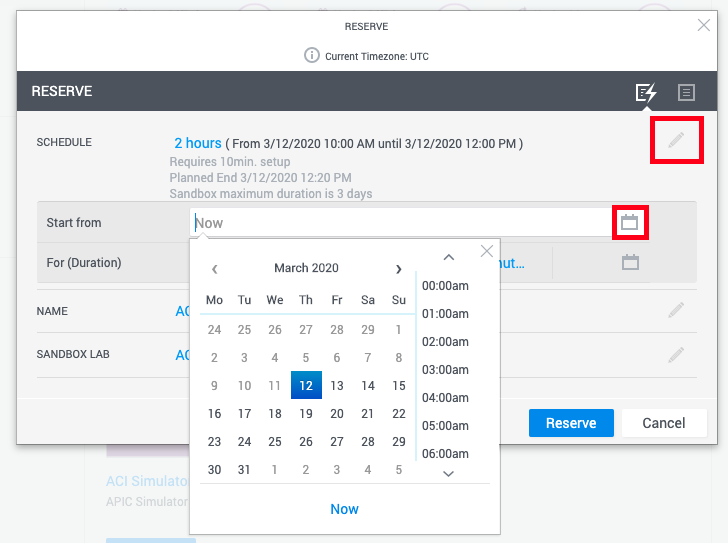 RESERVE
Current Timezone: UTC
RESERVE
SCHEDULE
2 hours ( From 3/12/2020 10:00 AM until 3/12/2020 12:00 PM )
Requires 10min. setup
Planned End 3/12/2020 12:20 PM
Sandbox maximum duration is 3 days
Start from
Now
For (Duration)
nut...
NAME
AC
SANDBOX LAB
AC
March 2020
Mo Tu We Th Fr Sa Su
24 25 26 27 28 29 1
2 3 4 5 6 7 8
9 10 11 12 13 14 15
16 17 18 19 20 21 22
23 24 25 26 27 28 29
30 31 1 2 3 4 5
00:00am
01:00am
02:00am
03:00am
04:00am
05:00am
06:00am
Now
Reserve
Cancel
ACI Simulato
APIC Simulator